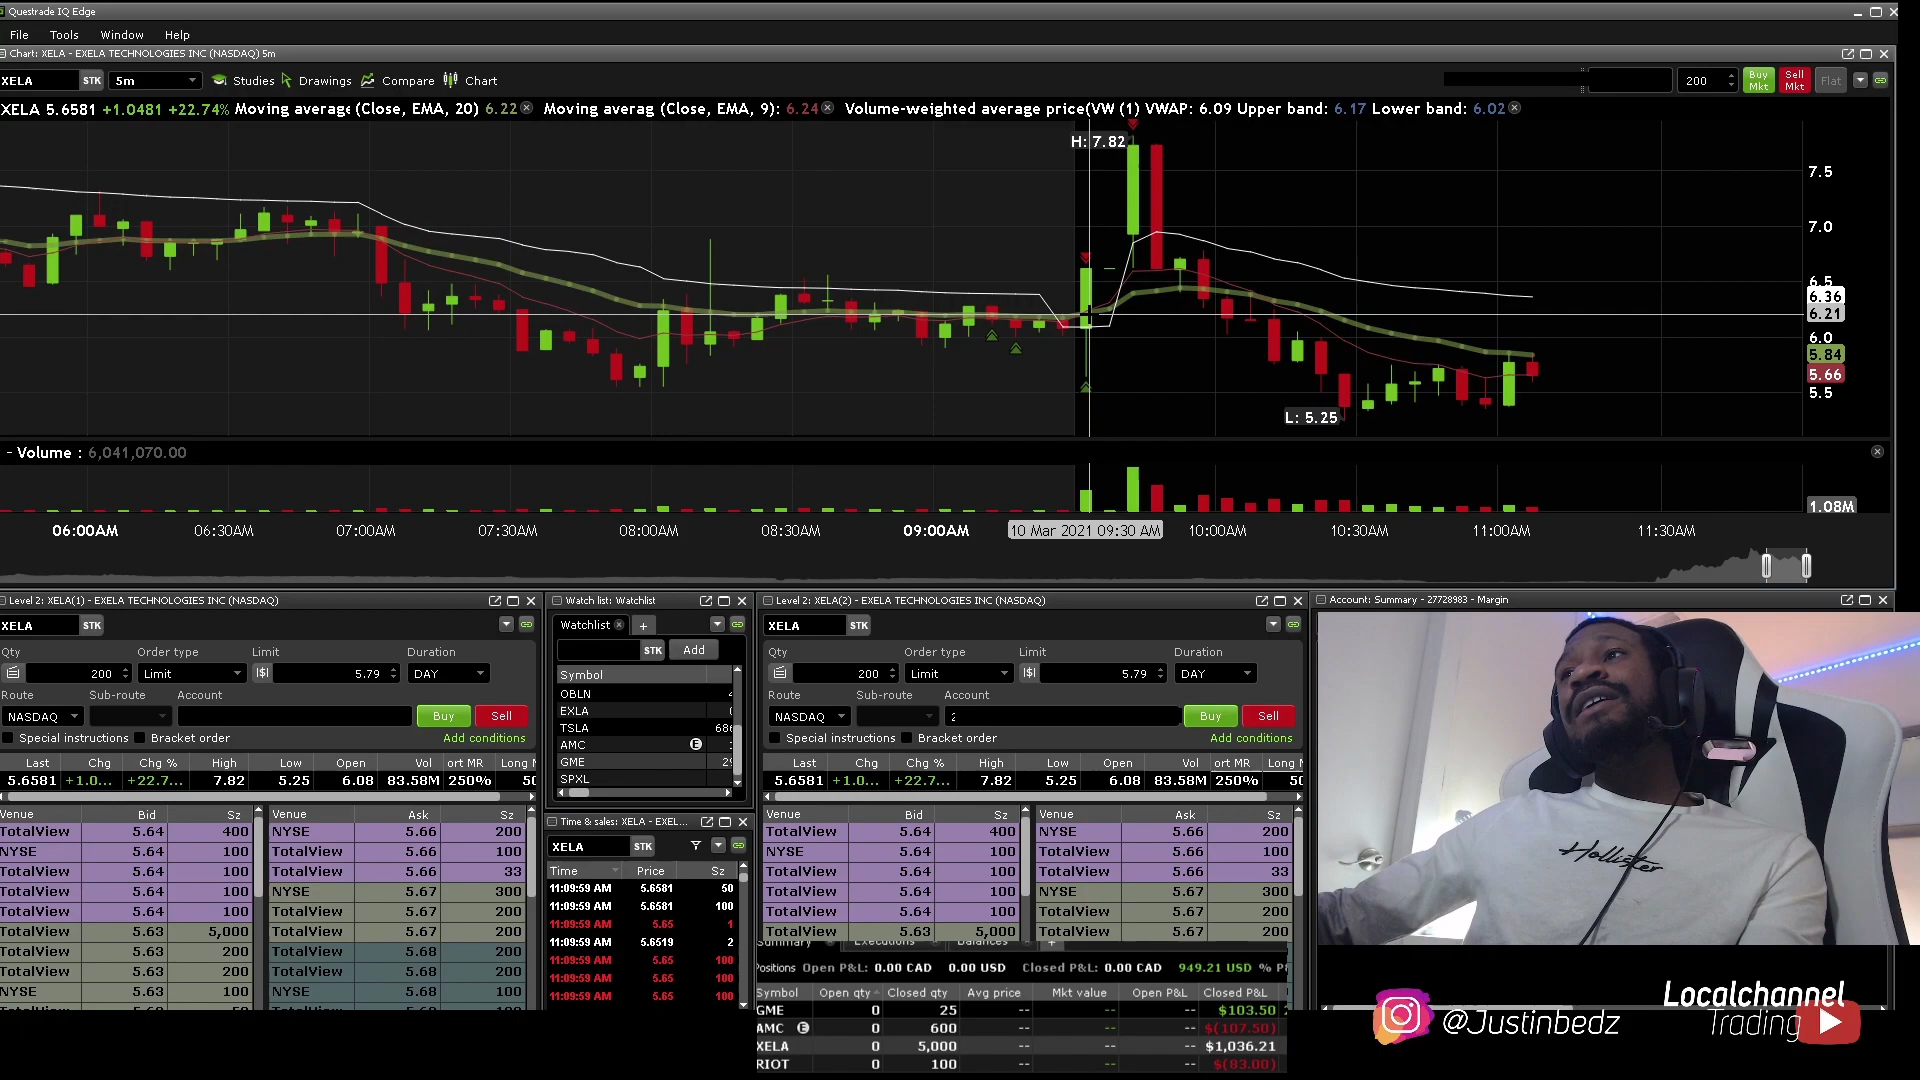 Questrade IQ Edge
File Tools Window Help
Chart: XELA - EXELA TECHNOLOGIES INC (NASDAQ) 5m
XELA STK 5m Studies Drawings Compare Chart 200 Buy Mkt Sell Mkt Flat
XELA 5.6581 +1.0481 +22.74% Moving average (Close, EMA, 20) 6.22 Moving averag (Close, EMA, 9): 6.24 Volume-weighted average price(VW (1) VWAP: 6.09 Upper band: 6.17 Lower band: 6.02
H: 7.82
7.5
7.0
6.5
6.36
6.21
6.0
5.84
5.66
5.5
L: 5.25
- Volume : 6,041,070.00
1.08M
06:00AM 06:30AM 07:00AM 07:30AM 08:00AM 08:30AM 09:00AM 10 Mar 2021 09:30 AM 10:00AM 10:30AM 11:00AM 11:30AM
Level 2: XELA(1) - EXELA TECHNOLOGIES INC (NASDAQ)
XELA STK
Qty Order type Limit Duration
200 Limit 5.79 DAY
Route Sub-route Account
NASDAQ Buy Sell
Special instructions Bracket order Add conditions
Last Chg Chg % High Low Open Vol ort MR Long M
5.6581 +1.0... +22.7... 7.82 5.25 6.08 83.58M 250% 50
Venue Bid Sz Venue Ask Sz
TotalView 5.64 400 NYSE 5.66 200
NYSE 5.64 100 TotalView 5.66 100
TotalView 5.64 100 TotalView 5.66 33
TotalView 5.64 100 NYSE 5.67 300
TotalView 5.64 100 TotalView 5.67 200
TotalView 5.63 5,000 TotalView 5.67 200
TotalView 5.63 200 TotalView 5.68 200
TotalView 5.63 200 TotalView 5.68 200
NYSE 5.63 100 NYSE 5.68 100
Watch list: Watchlist
Watchlist +
STK Add
Symbol
OBLN
EXLA
TSLA 686
AMC E
GME
SPXL
Time & sales: XELA - EXEL...
XELA STK
Time Price Sz
11:09:59 AM 5.6581 50
11:09:59 AM 5.6581 100
11:09:59 AM 5.65 1
11:09:59 AM 5.6519 2
11:09:59 AM 5.65 100
11:09:59 AM 5.65 100
11:09:59 AM 5.65 100
Level 2: XELA(2) - EXELA TECHNOLOGIES INC (NASDAQ)
XELA STK
Qty Order type Limit Duration
200 Limit 5.79 DAY
Route Sub-route Account
NASDAQ 2 Buy Sell
Special instructions Bracket order Add conditions
Last Chg Chg % High Low Open Vol ort MR Long M
5.6581 +1.0... +22.7... 7.82 5.25 6.08 83.58M 250% 50
Venue Bid Sz Venue Ask Sz
TotalView 5.64 400 NYSE 5.66 200
NYSE 5.64 100 TotalView 5.66 100
TotalView 5.64 100 TotalView 5.66 33
TotalView 5.64 100 NYSE 5.67 300
TotalView 5.64 100 TotalView 5.67 200
TotalView 5.63 5,000 TotalView 5.67 200
Summary Executions Balances +
Positions Open P&L: 0.00 CAD 0.00 USD Closed P&L: 0.00 CAD 949.21 USD %
Symbol Open qty Closed qty Avg price Mkt value Open P&L Closed P&L
GME 0 25 -- -- -- $103.50
AMC E 0 600 -- -- -- $(107.50)
XELA 0 5,000 -- -- -- $1,036.21
RIOT 0 100 -- -- -- $(83.00)
Account: Summary - 27728983 - Margin
Hollister
@Justinbedz
Localchannel
Trading